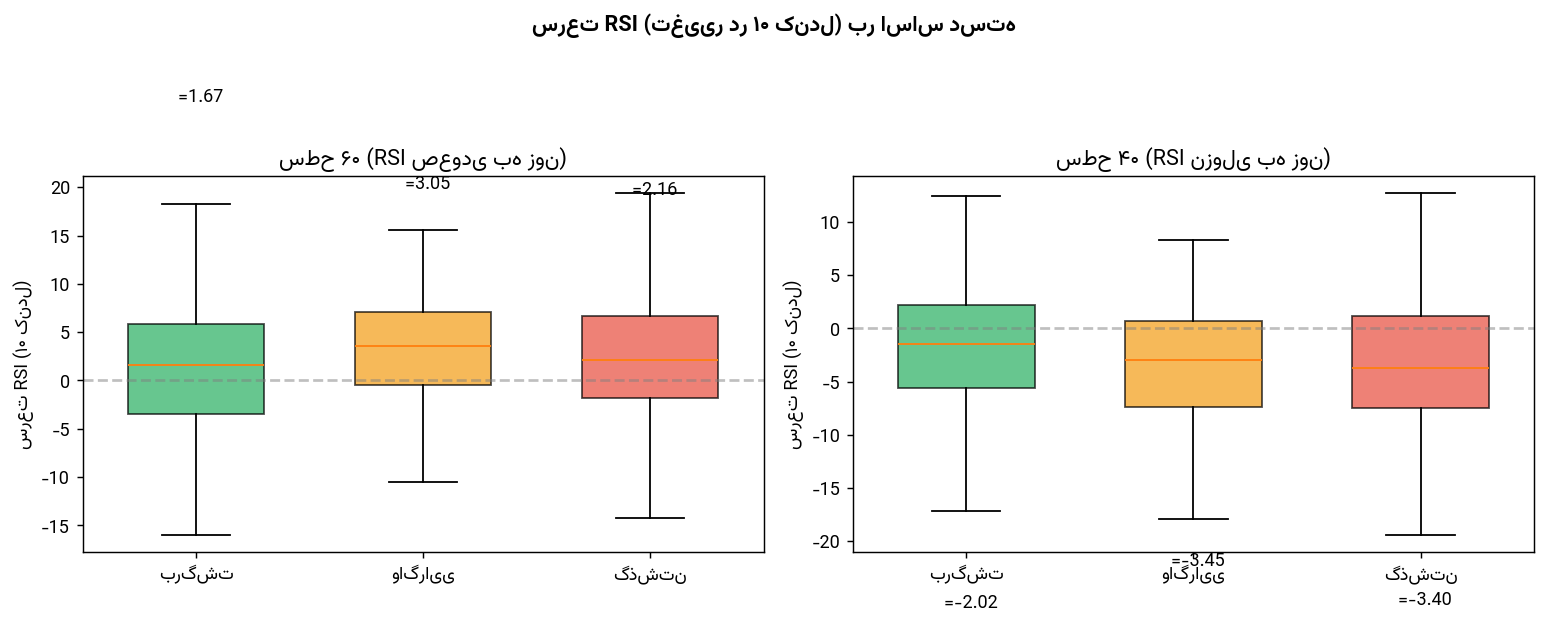 سرعت RSI (تغییر در ۱۰ کندل) بر اساس دسته
=1.67
سطح ۶۰ (RSI صعودی به زون)
=3.05
=2.16
سرعت RSI (۱۰ کندل)
20
15
10
5
0
-5
-10
-15
برگشت
واگرایی
گذشتن
سطح ۴۰ (RSI نزولی به زون)
سرعت RSI (۱۰ کندل)
10
5
0
-5
-10
-15
-20
=-3.45
برگشت
واگرایی
گذشتن
=-2.02
=-3.40